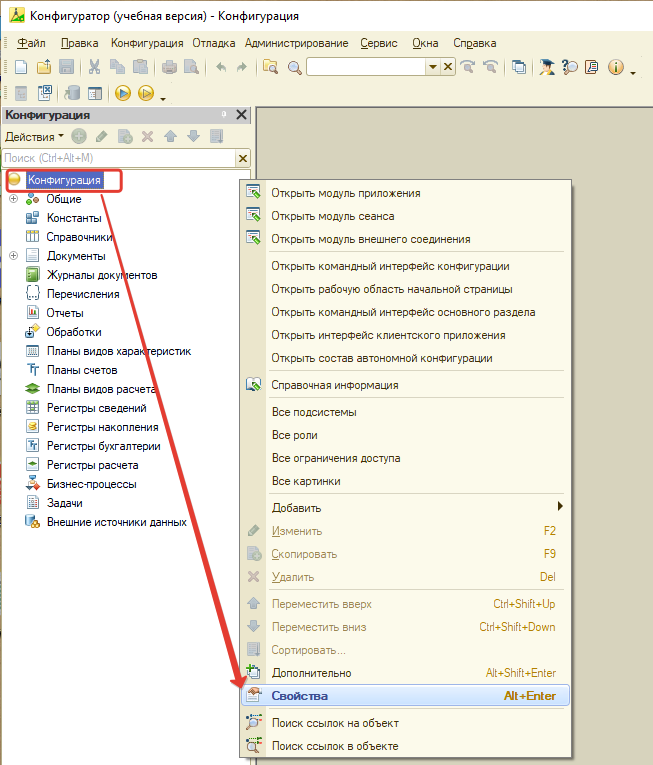 Конфигуратор (учебная версия) - Конфигурация
Файл Правка Конфигурация Отладка Администрирование Сервис Окна Справка
Конфигурация
Действия
Поиск (Ctrl+Alt+M)
Конфигурация
Общие
Константы
Справочники
Документы
Журналы документов
Перечисления
Отчеты
Обработки
Планы видов характеристик
Планы счетов
Планы видов расчета
Регистры сведений
Регистры накопления
Регистры бухгалтерии
Регистры расчета
Бизнес-процессы
Задачи
Внешние источники данных
Открыть модуль приложения
Открыть модуль сеанса
Открыть модуль внешнего соединения
Открыть командный интерфейс конфигурации
Открыть рабочую область начальной страницы
Открыть командный интерфейс основного раздела
Открыть интерфейс клиентского приложения
Открыть состав автономной конфигурации
Справочная информация
Все подсистемы
Все роли
Все ограничения доступа
Все картинки
Добавить
Изменить F2
Скопировать F9
Удалить Del
Переместить вверх Ctrl+Shift+Up
Переместить вниз Ctrl+Shift+Down
Сортировать...
Дополнительно Alt+Shift+Enter
Свойства Alt+Enter
Поиск ссылок на объект
Поиск ссылок в объекте